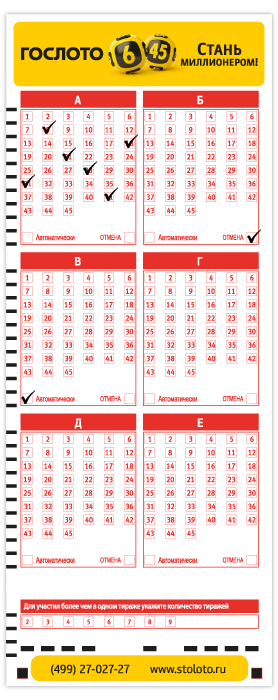 ГОСЛОТО 6 45 Стань
миллионером!
А
1 2 3 4 5 6
7 9 10 11 12
13 14 15 16 17
19 20 22 23 24
25 26 27 29 30
32 33 34 35 36
37 38 39 40 42
43 44 45
Автоматически ОТМЕНА
Б
1 2 3 4 5 6
7 8 9 10 11 12
13 14 15 16 17 18
19 20 21 22 23 24
25 26 27 28 29 30
31 32 33 34 35 36
37 38 39 40 41 42
43 44 45
Автоматически ОТМЕНА
В
1 2 3 4 5 6
7 8 9 10 11 12
13 14 15 16 17 18
19 20 21 22 23 24
25 26 27 28 29 30
31 32 33 34 35 36
37 38 39 40 41 42
43 44 45
Автоматически ОТМЕНА
Г
1 2 3 4 5 6
7 8 9 10 11 12
13 14 15 16 17 18
19 20 21 22 23 24
25 26 27 28 29 30
31 32 33 34 35 36
37 38 39 40 41 42
43 44 45
Автоматически ОТМЕНА
Д
1 2 3 4 5 6
7 8 9 10 11 12
13 14 15 16 17 18
19 20 21 22 23 24
25 26 27 28 29 30
31 32 33 34 35 36
37 38 39 40 41 42
43 44 45
Автоматически ОТМЕНА
Е
1 2 3 4 5 6
7 8 9 10 11 12
13 14 15 16 17 18
19 20 21 22 23 24
25 26 27 28 29 30
31 32 33 34 35 36
37 38 39 40 41 42
43 44 45
Автоматически ОТМЕНА
Для участия более чем в одном тираже укажите количество тиражей
2 3 4 5 6 7 8 9
(499) 27-027-27 www.stoloto.ru